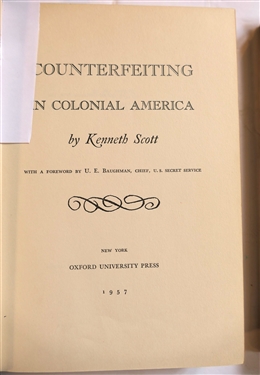 COUNTERFEITING
IN COLONIAL AMERICA
by Kenneth Scott
WITH A FOREWORD BY U. E. BAUGHMAN, CHIEF, U. S. SECRET SERVICE
NEW YORK
OXFORD UNIVERSITY PRESS
1957